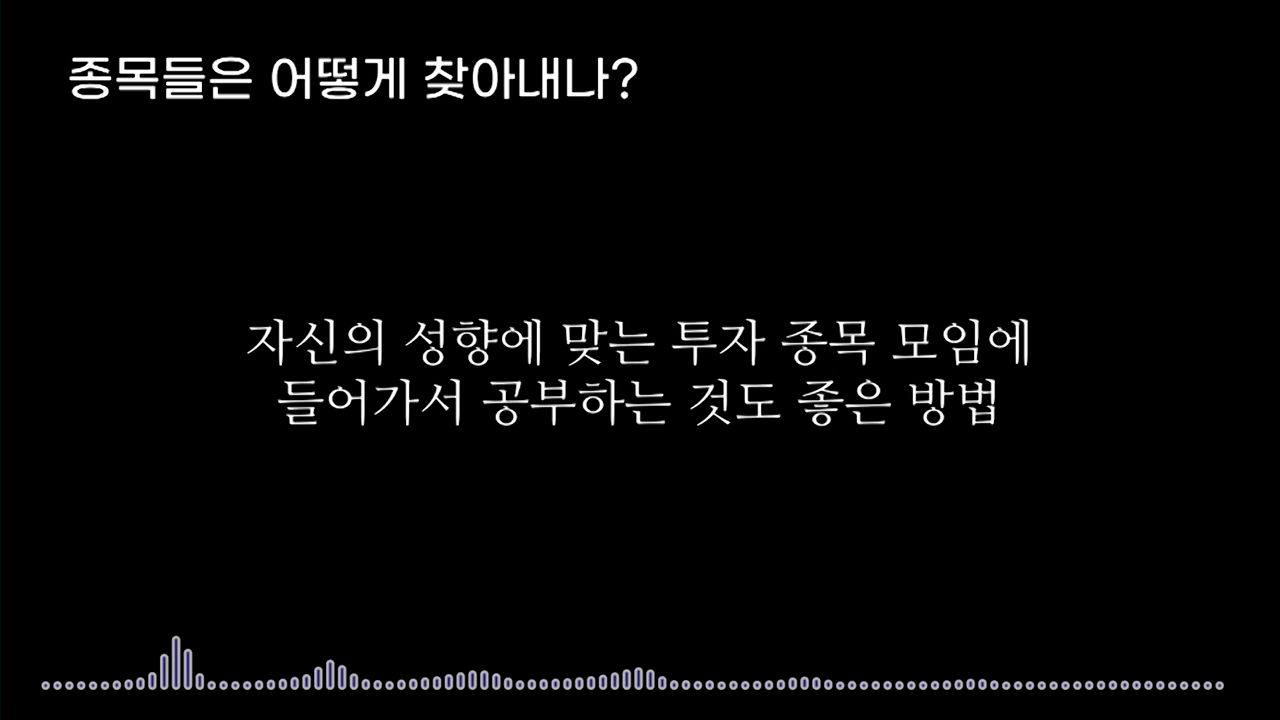 종목들은 어떻게 찾아내나?
자신의 성향에 맞는 투자 종목 모임에
들어가서 공부하는 것도 좋은 방법